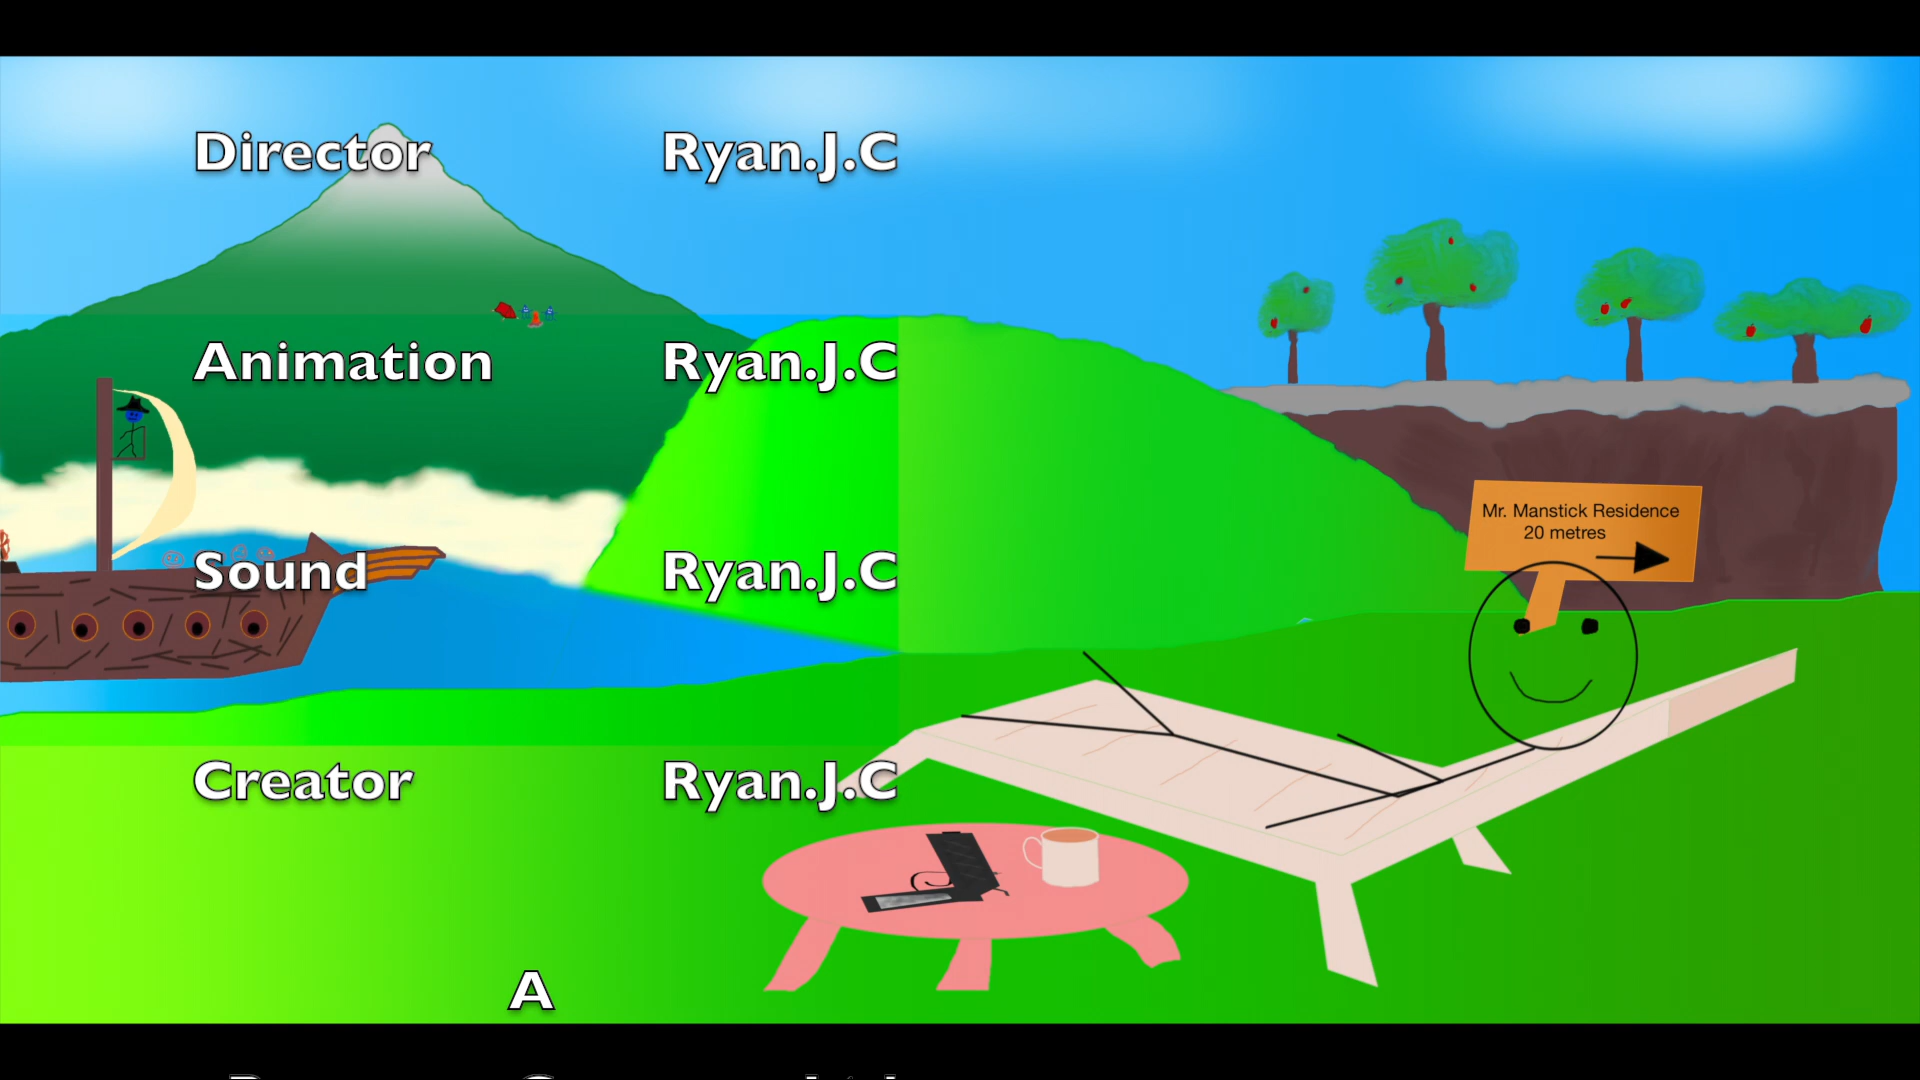 Director Ryan.J.C
Animation Ryan.J.C
Mr. Manstick Residence
20 metres
Sound Ryan.J.C
Creator Ryan.J.C
A